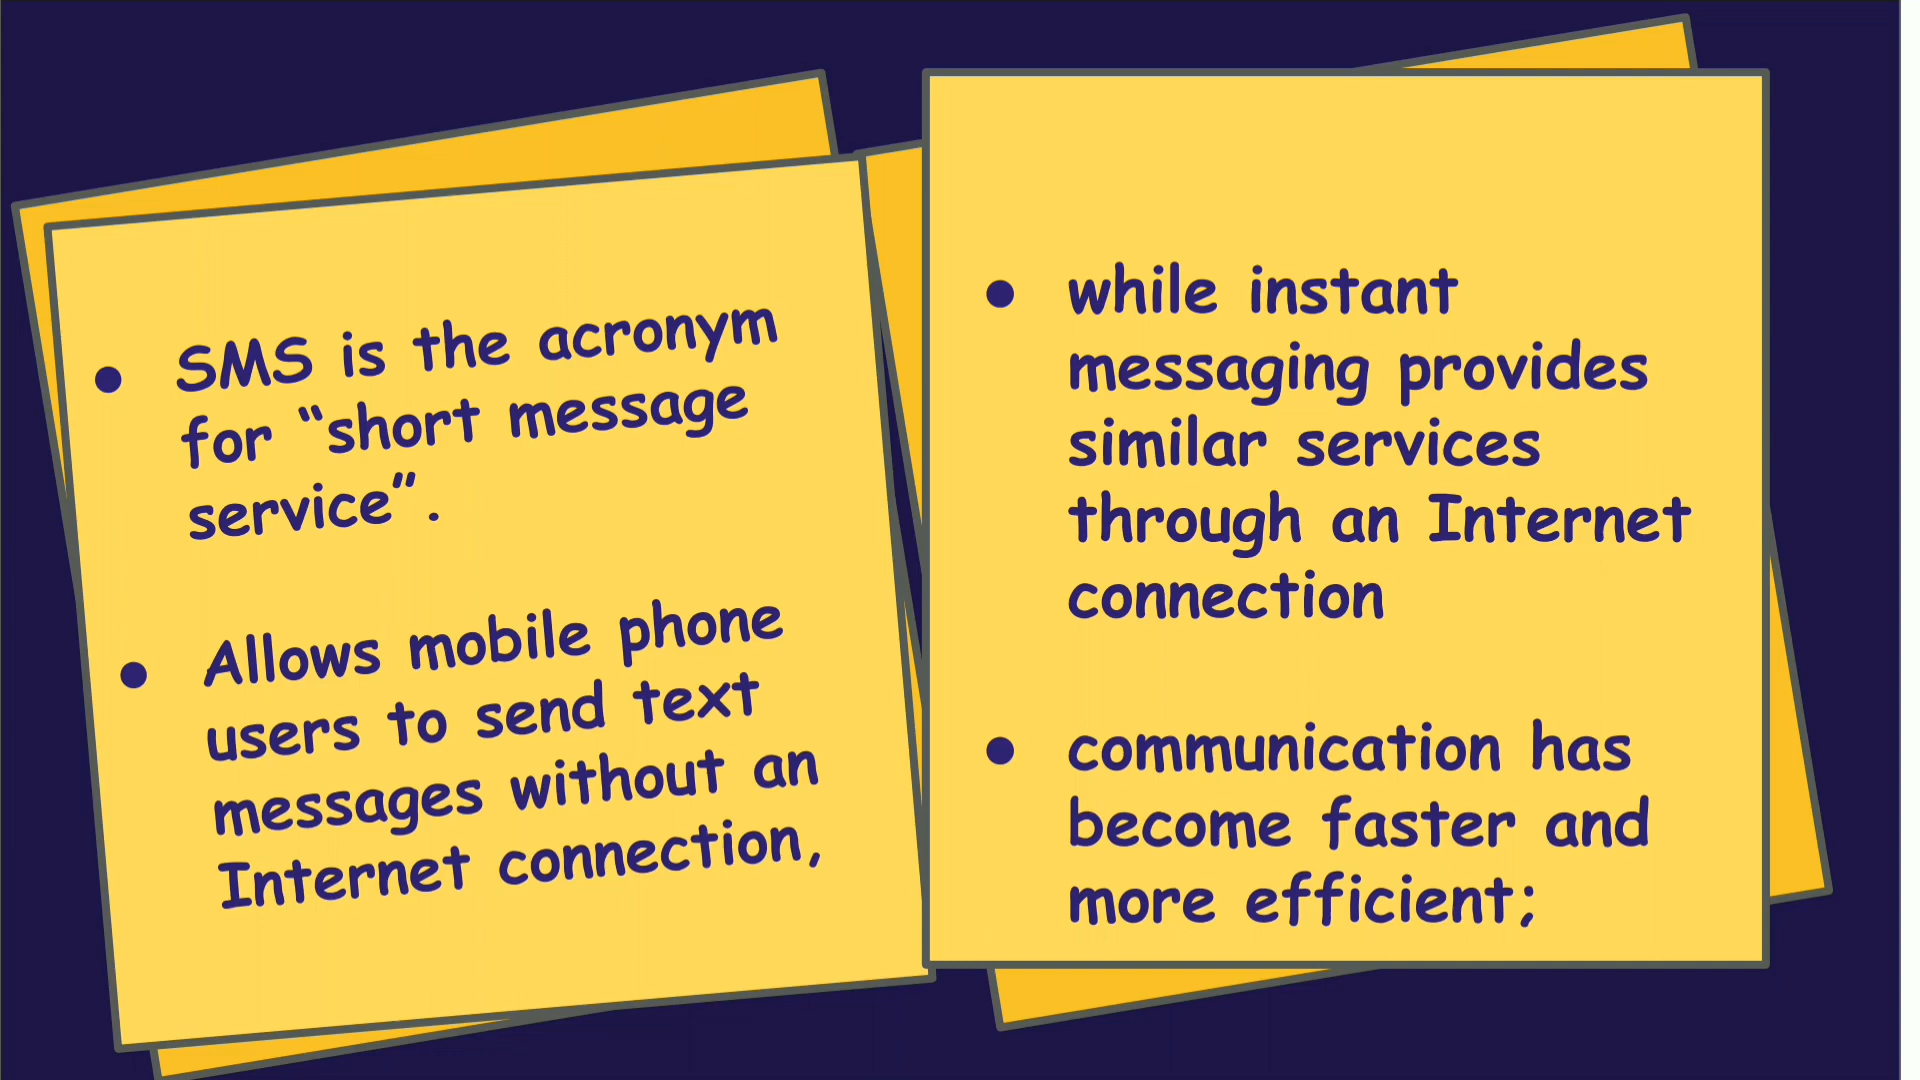 • SMS is the acronym
for “short message
service”.
• Allows mobile phone
users to send text
messages without an
Internet connection,
• while instant
messaging provides
similar services
through an Internet
connection
• communication has
become faster and
more efficient;